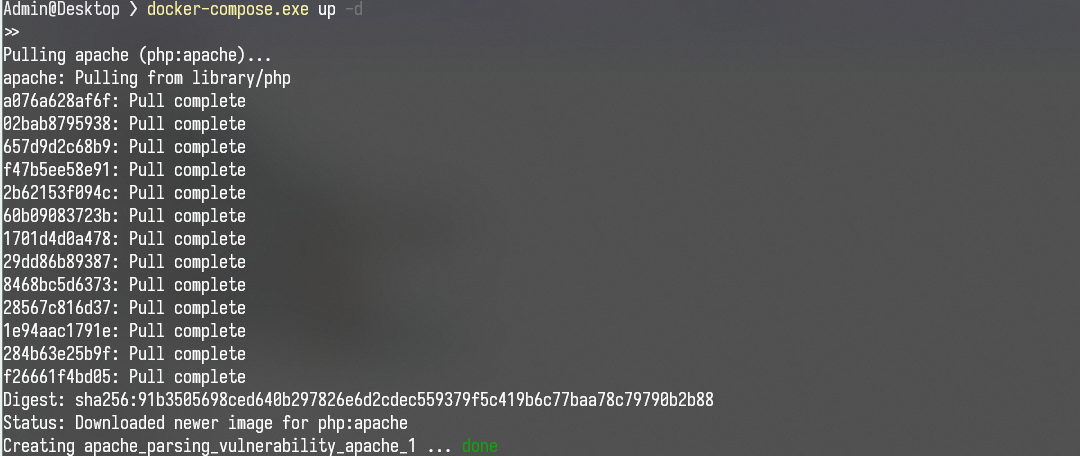 Admin@Desktop ❯ docker-compose.exe up -d
>>
Pulling apache (php:apache)...
apache: Pulling from library/php
a076a628af6f: Pull complete
02bab8795938: Pull complete
657d9d2c68b9: Pull complete
f47b5ee58e91: Pull complete
2b62153f094c: Pull complete
60b09083723b: Pull complete
1701d4d0a478: Pull complete
29dd86b89387: Pull complete
8468bc5d6373: Pull complete
28567c816d37: Pull complete
1e94aac1791e: Pull complete
284b63e25b9f: Pull complete
f26661f4bd05: Pull complete
Digest: sha256:91b3505698ced640b297826e6d2cdec559379f5c419b6c77baa78c79790b2b88
Status: Downloaded newer image for php:apache
Creating apache_parsing_vulnerability_apache_1 ... done